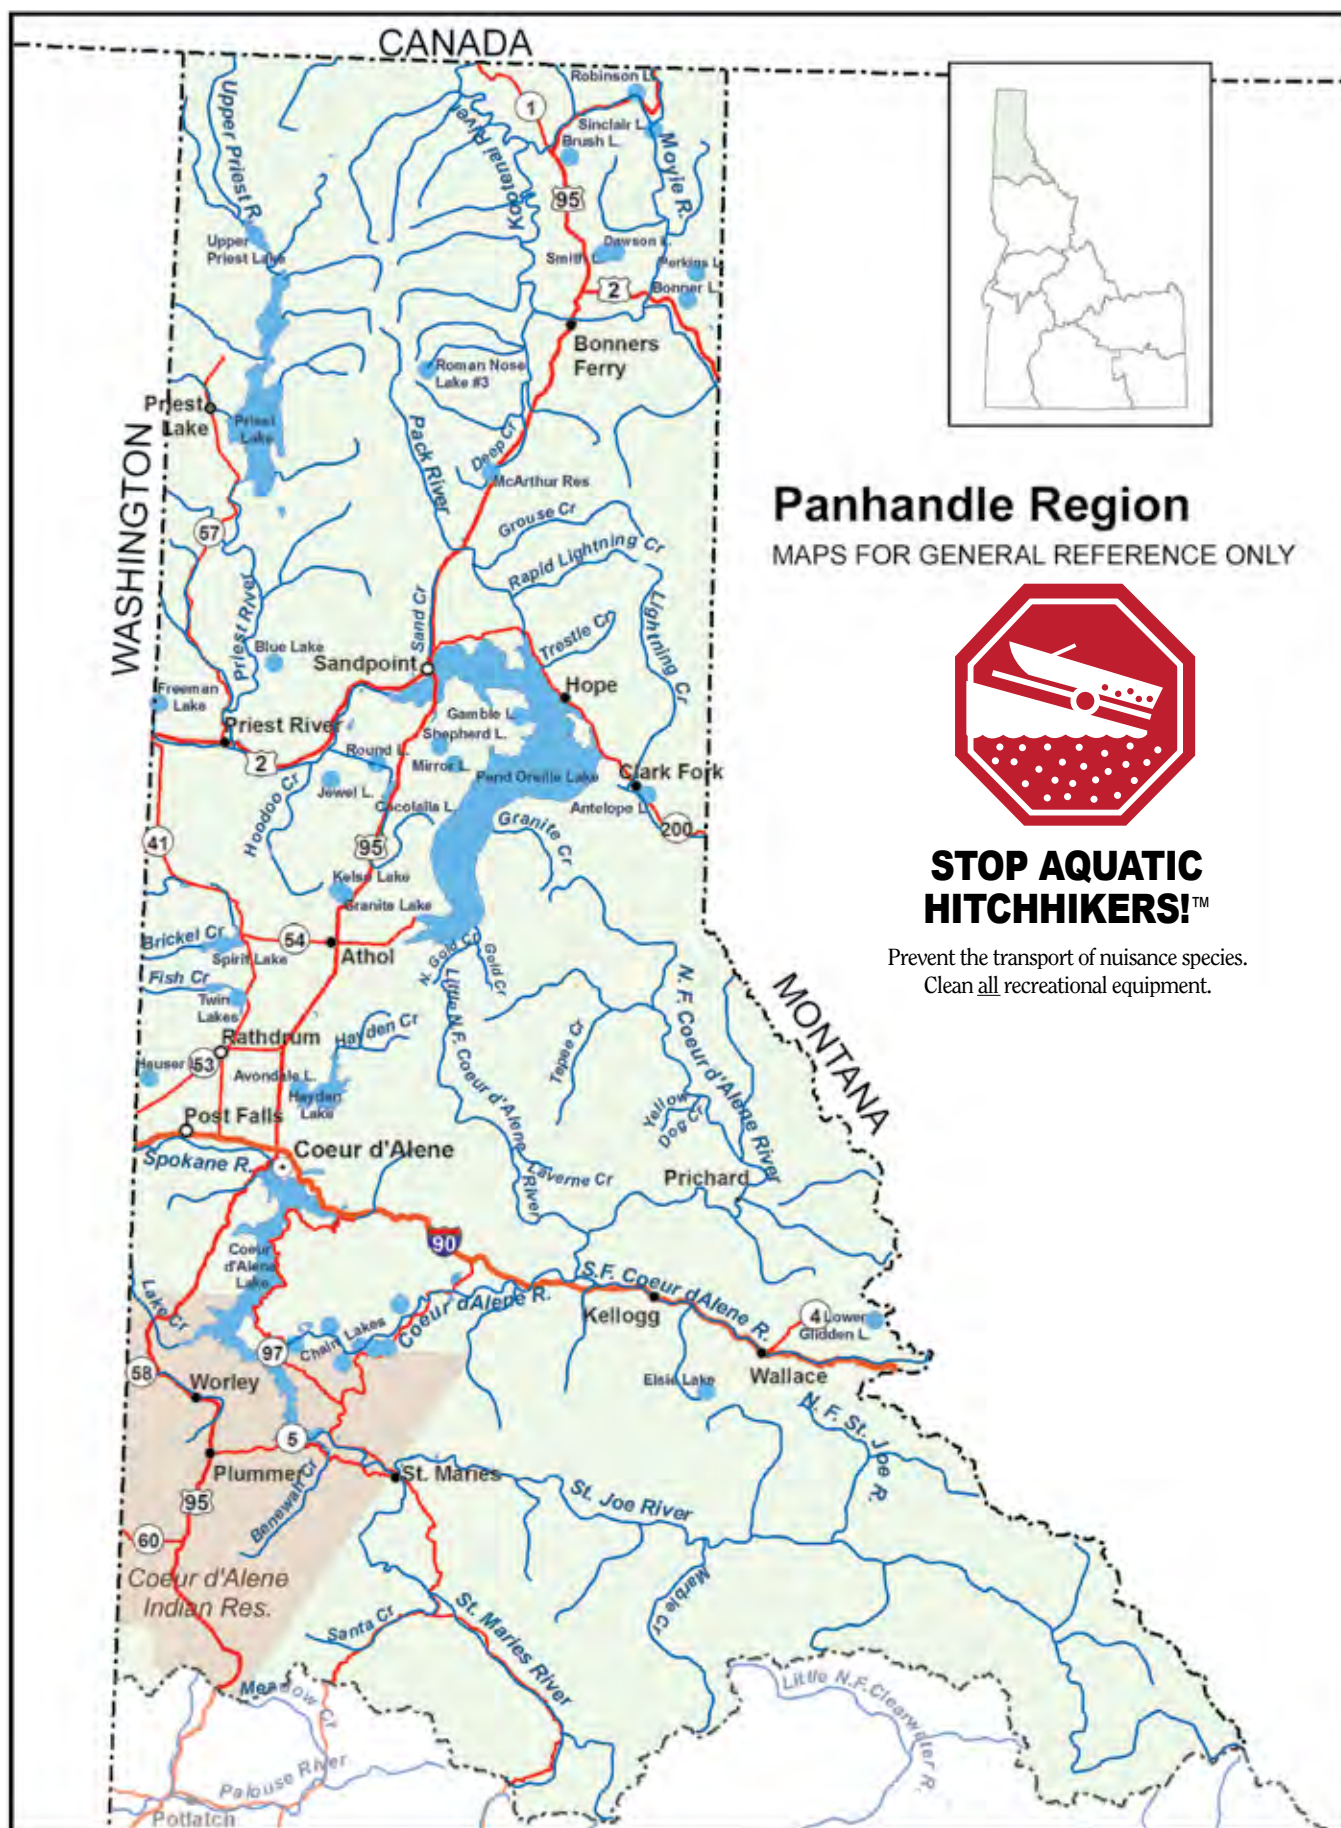 CANADA
Robinson L.
1
Sinclair L.
Brush L.
Upper Priest R.
Kootenai River
Moyie R.
95
Upper
Priest Lake
Dawson L.
Smith L.
Perkins L.
2
Bonner L.
Bonners
Ferry
Roman Nose
Lake #3
Priest
Lake
Priest
Lake
WASHINGTON
Pack River
Deep Cr
McArthur Res
Panhandle Region
MAPS FOR GENERAL REFERENCE ONLY
57
Grouse Cr
Rapid Lightning Cr
Priest River
Sand Cr
Lightning Cr
Trestle Cr
Blue Lake
Sandpoint
Freeman
Lake
Hope
Gamble L.
Priest River
Shepherd L.
Round L.
2
Mirror L.
Pend Oreille Lake
Clark Fork
Jewel L.
Cocolalla L.
Antelope L.
Hoodoo Cr
Granite Cr
200
41
95
STOP AQUATIC
HITCHHIKERS!™
Prevent the transport of nuisance species.
Clean all recreational equipment.
Kelso Lake
Granite Lake
Brickel Cr
54
Athol
Spirit Lake
N. Gold Cr
Gold Cr
Fish Cr
Twin
Lakes
Little N.F. Coeur d'Alene River
N. F. Coeur d'Alene River
MONTANA
Rathdrum
Hayden Cr
Tepee Cr
Hauser L.
53
Avondale L.
Hayden
Lake
Yellow
Dog Cr
Post Falls
Coeur d'Alene
Spokane R.
Laverne Cr
Prichard
90
Coeur
d'Alene
Lake
S.F. Coeur dAlene R.
Lake Cr
Coeur dAlene R.
Kellogg
4
Lower
Glidden L.
Chain Lakes
97
58
Worley
Elsie Lake
Wallace
N. F. St. Joe R.
5
Plummer
St. Maries
95
Benewah Cr
St. Joe River
60
Coeur d'Alene
Indian Res.
Marble Cr
Santa Cr
St. Maries River
Meadow Cr
Little N.F. Clearwater R.
Palouse River
Potlatch